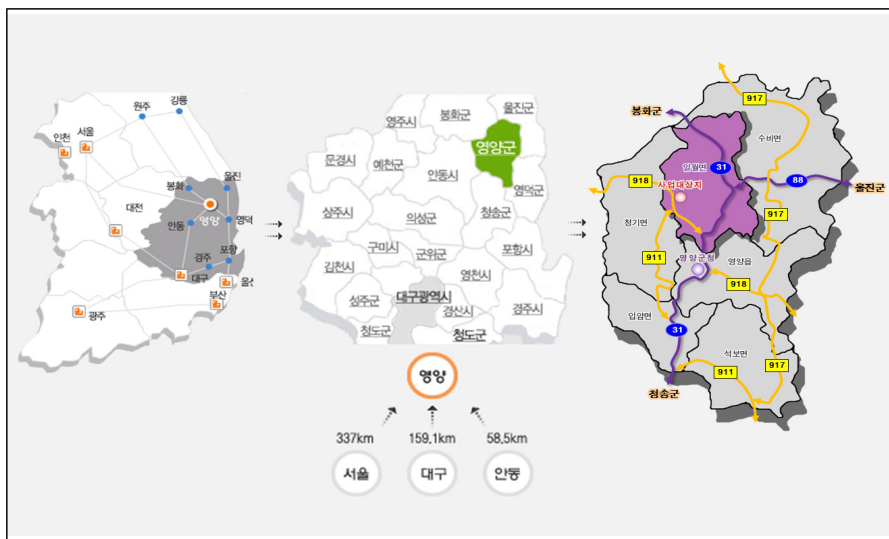 강릉
원주
인천
서울
봉화
울진
대전
영양
안동
영덕
경주
포항
대구
울산
부산
광주
울진군
봉화군
영주시
영양군
문경시
예천군
안동시
영덕군
상주시
의성군
청송군
구미시
군위군
포항시
김천시
영천시
성주군
대구광역시
경산시
경주시
청도군
청도군
영양
337km
159.1km
58.5km
서울
대구
안동
917
봉화군
수비면
일월면
31
918
88
사업대상지
울진군
청기면
917
911
영양군청
영양읍
918
입암면
31
석보면
917
911
청송군